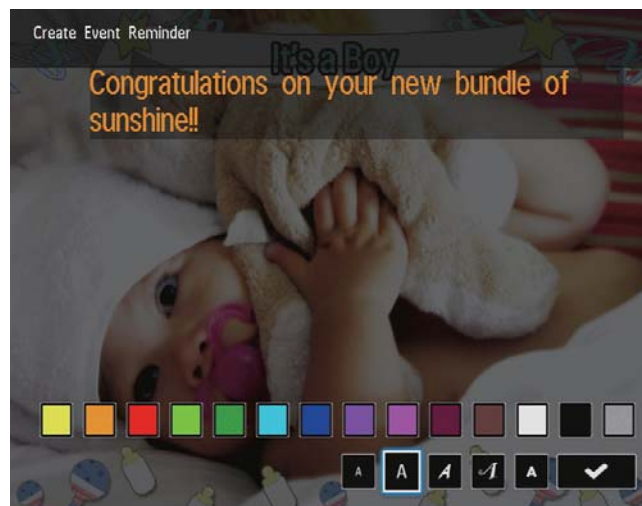 Create Event Reminder
It's a Boy
Congratulations on your new bundle of
sunshine!!
A A A A A